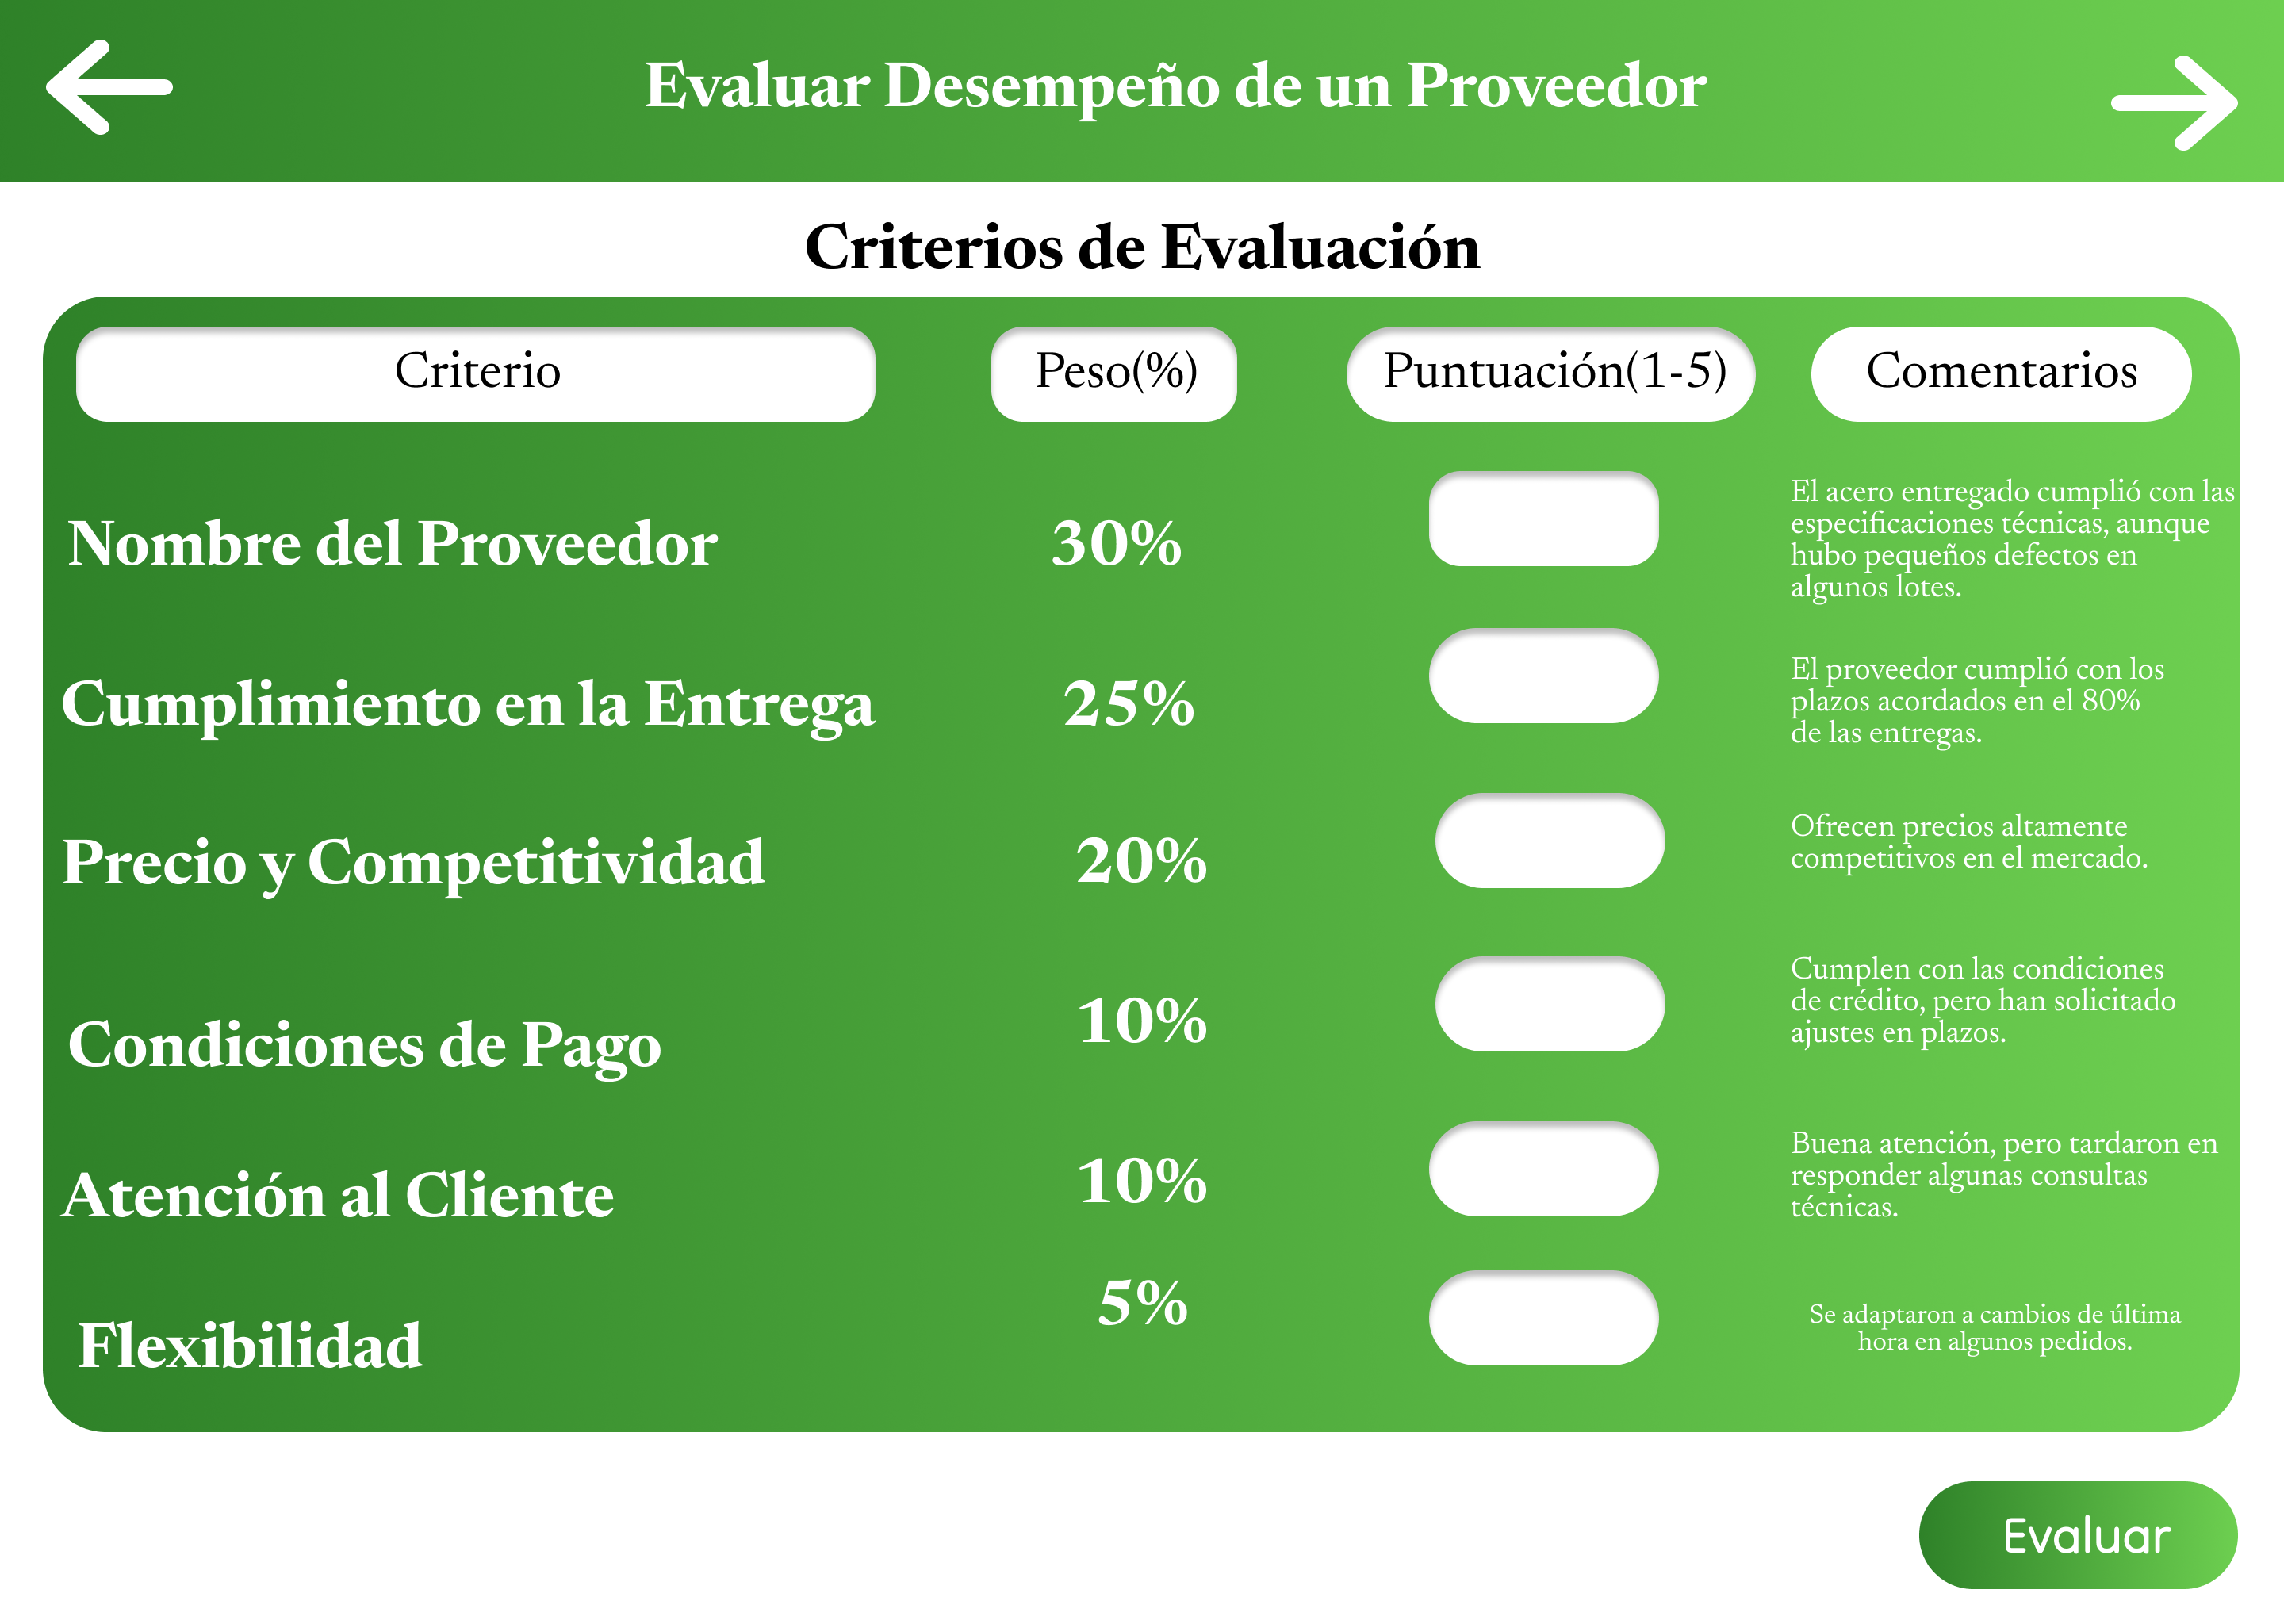 Evaluar Desempeño de un Proveedor
Criterios de Evaluación
Criterio Peso(%) Puntuación(1-5) Comentarios
Nombre del Proveedor 30%
El acero entregado cumplió con las
especificaciones técnicas, aunque
hubo pequeños defectos en
algunos lotes.
Cumplimiento en la Entrega 25%
El proveedor cumplió con los
plazos acordados en el 80%
de las entregas.
Precio y Competitividad 20%
Ofrecen precios altamente
competitivos en el mercado.
Condiciones de Pago 10%
Cumplen con las condiciones
de crédito, pero han solicitado
ajustes en plazos.
Atención al Cliente 10%
Buena atención, pero tardaron en
responder algunas consultas
técnicas.
Flexibilidad 5%
Se adaptaron a cambios de última
hora en algunos pedidos.
Evaluar